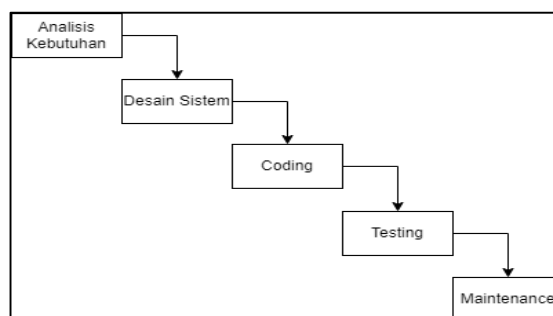 Analisis
Kebutuhan
Desain Sistem
Coding
Testing
Maintenance